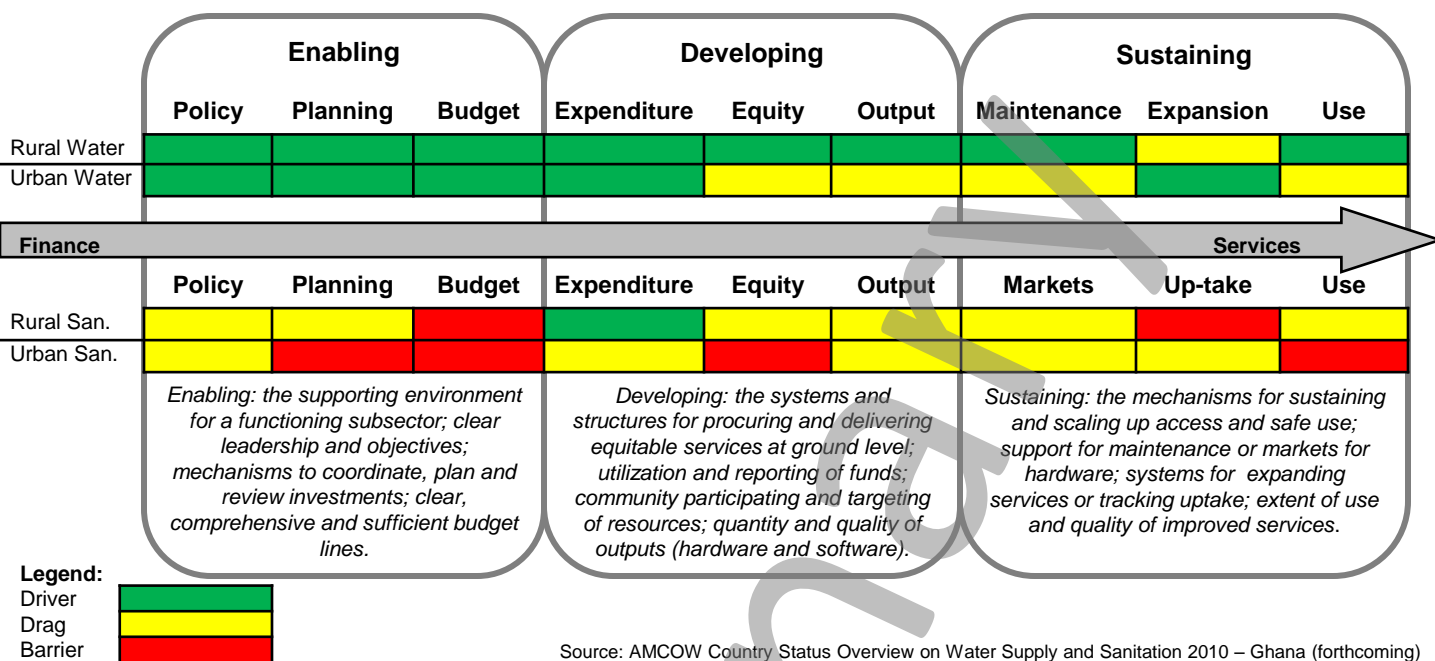 Enabling Developing Sustaining
Policy Planning Budget Expenditure Equity Output Maintenance Expansion Use
Rural Water
Urban Water
Finance Services
Policy Planning Budget Expenditure Equity Output Markets Up-take Use
Rural San.
Urban San.
Enabling: the supporting environment
for a functioning subsector; clear
leadership and objectives;
mechanisms to coordinate, plan and
review investments; clear,
comprehensive and sufficient budget
lines.
Developing: the systems and
structures for procuring and delivering
equitable services at ground level;
utilization and reporting of funds;
community participating and targeting
of resources; quantity and quality of
outputs (hardware and software).
Sustaining: the mechanisms for sustaining
and scaling up access and safe use;
support for maintenance or markets for
hardware; systems for expanding
services or tracking uptake; extent of use
and quality of improved services.
Legend:
Driver
Drag
Barrier
Source: AMCOW Country Status Overview on Water Supply and Sanitation 2010 – Ghana (forthcoming)